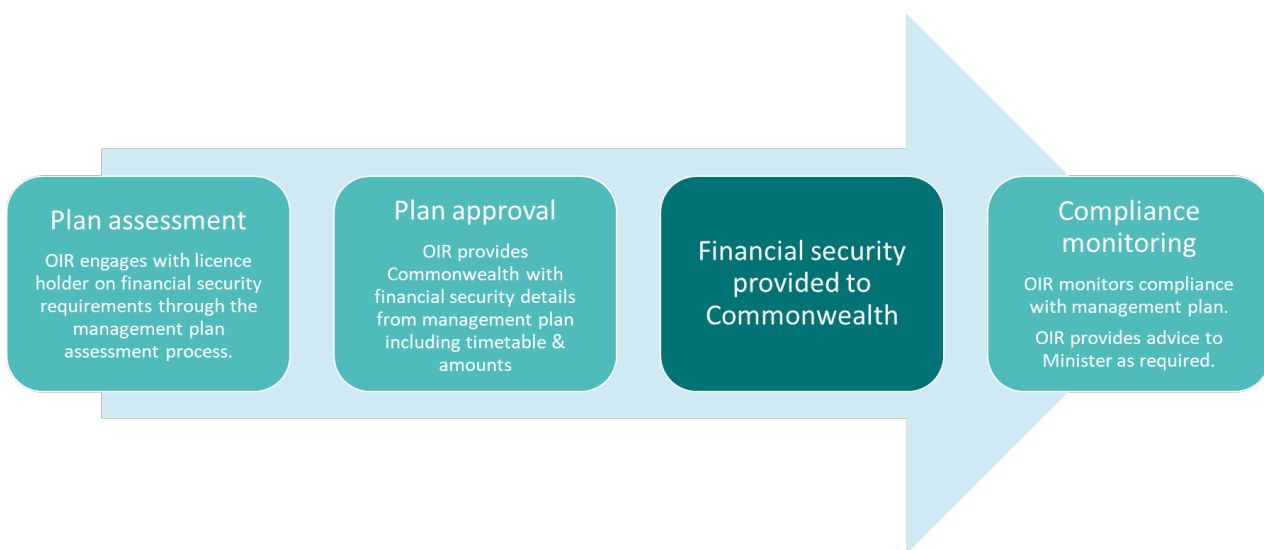 Plan assessment
OIR engages with licence
holder on financial security
requirements through the
management plan
assessment process.
Plan approval
OIR provides
Commonwealth with
financial security details
from management plan
including timetable &
amounts
Financial security
provided to
Commonwealth
Compliance
monitoring
OIR monitors compliance
with management plan.
OIR provides advice to
Minister as required.